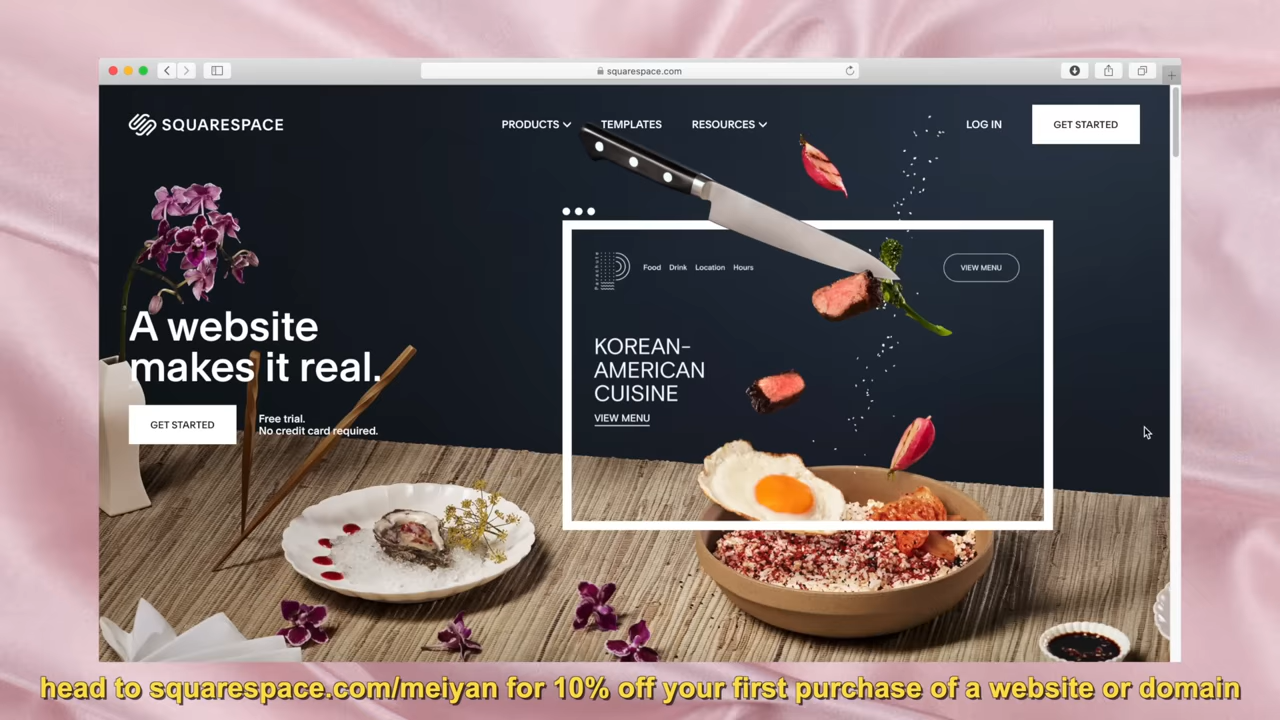 squarespace.com
SQUARESPACE
PRODUCTS
TEMPLATES
RESOURCES
LOG IN
GET STARTED
A website
makes it real.
GET STARTED
Free trial.
No credit card required.
Food Drink Location Hours
VIEW MENU
KOREAN-
AMERICAN
CUISINE
VIEW MENU
head to squarespace.com/meiyan for 10% off your first purchase of a website or domain